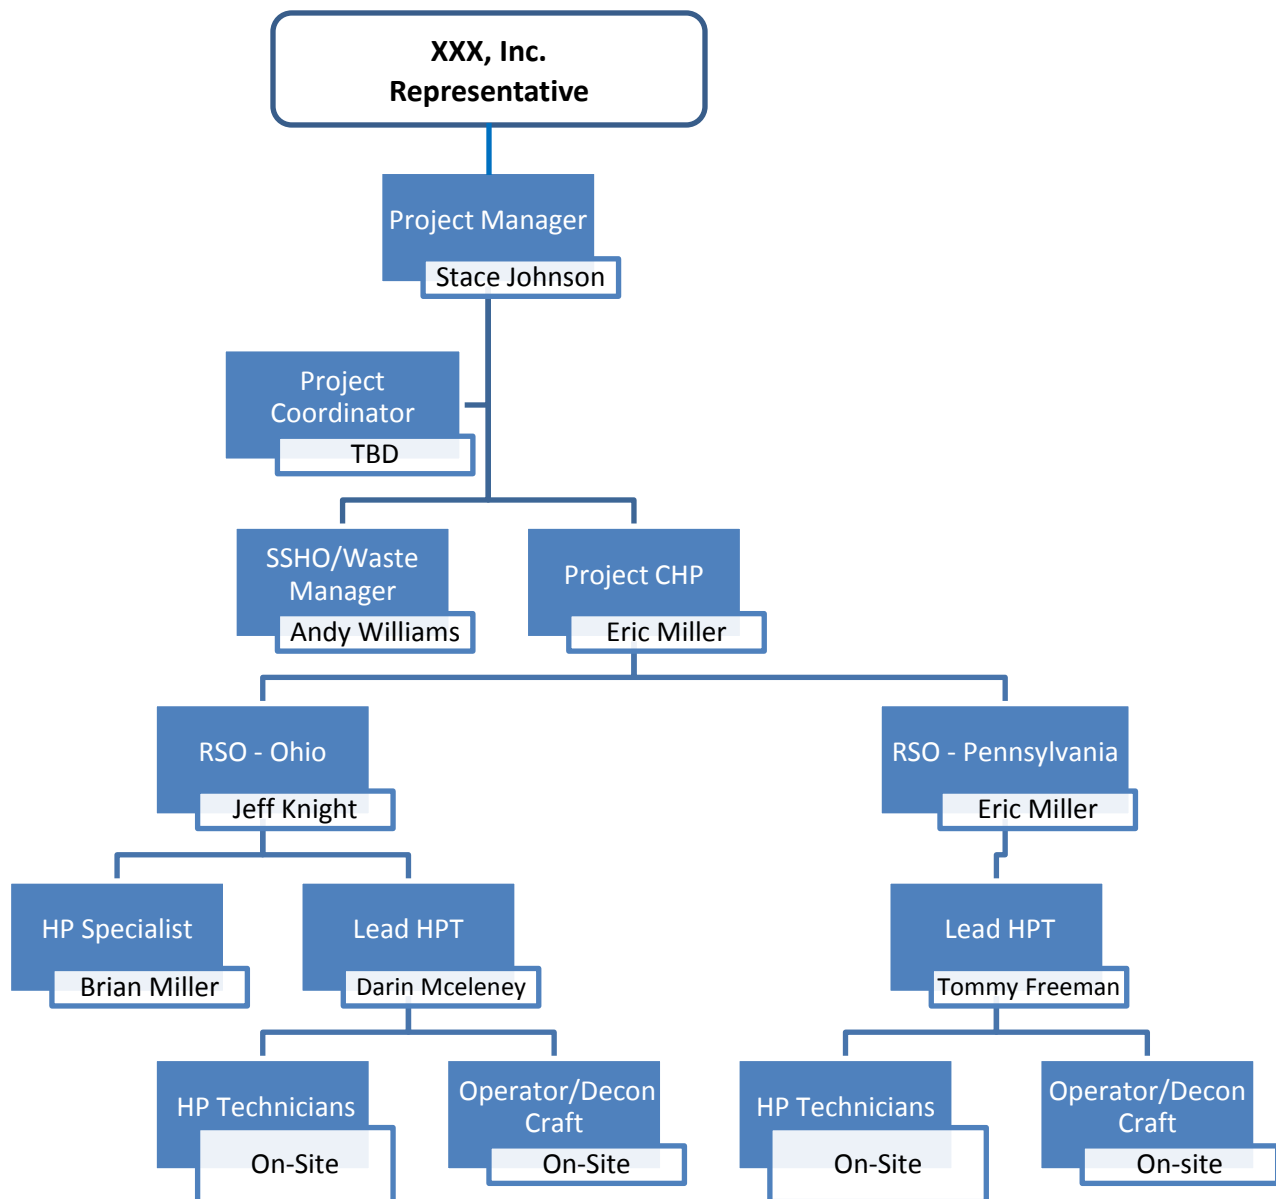 XXX, Inc.
Representative
Project Manager
Stace Johnson
Project
Coordinator
TBD
SSHO/Waste
Manager
Andy Williams
Project CHP
Eric Miller
RSO - Ohio
Jeff Knight
RSO - Pennsylvania
Eric Miller
HP Specialist
Brian Miller
Lead HPT
Darin Mceleney
Lead HPT
Tommy Freeman
HP Technicians
On-Site
Operator/Decon
Craft
On-Site
HP Technicians
On-Site
Operator/Decon
Craft
On-site